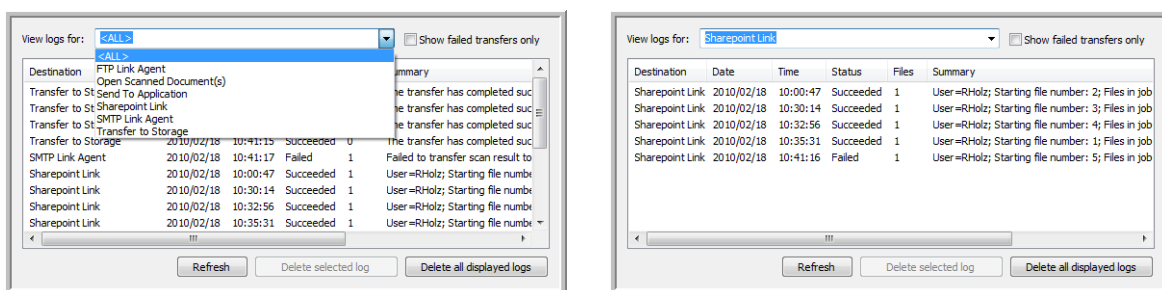 View logs for: <ALL> Show failed transfers only
<ALL>
FTP Link Agent
Open Scanned Document(s)
Send To Application
Sharepoint Link
SMTP Link Agent
Transfer to Storage
Destination
Transfer to St he transfer has completed suc
Transfer to St he transfer has completed suc
Transfer to St he transfer has completed suc
Transfer to Storage 2010/02/18 10:41:15 Succeeded 0 The transfer has completed suc
SMTP Link Agent 2010/02/18 10:41:17 Failed 1 Failed to transfer scan result to
Sharepoint Link 2010/02/18 10:00:47 Succeeded 1 User=RHolz; Starting file numbe
Sharepoint Link 2010/02/18 10:30:14 Succeeded 1 User=RHolz; Starting file numbe
Sharepoint Link 2010/02/18 10:32:56 Succeeded 1 User=RHolz; Starting file numbe
Sharepoint Link 2010/02/18 10:35:31 Succeeded 1 User=RHolz; Starting file numbe
Refresh Delete selected log Delete all displayed logs
View logs for: Sharepoint Link Show failed transfers only
Destination Date Time Status Files Summary
Sharepoint Link 2010/02/18 10:00:47 Succeeded 1 User=RHolz; Starting file number: 2; Files in job
Sharepoint Link 2010/02/18 10:30:14 Succeeded 1 User=RHolz; Starting file number: 3; Files in job
Sharepoint Link 2010/02/18 10:32:56 Succeeded 1 User=RHolz; Starting file number: 4; Files in job
Sharepoint Link 2010/02/18 10:35:31 Succeeded 1 User=RHolz; Starting file number: 1; Files in job
Sharepoint Link 2010/02/18 10:41:16 Failed 1 User=RHolz; Starting file number: 5; Files in job
Refresh Delete selected log Delete all displayed logs